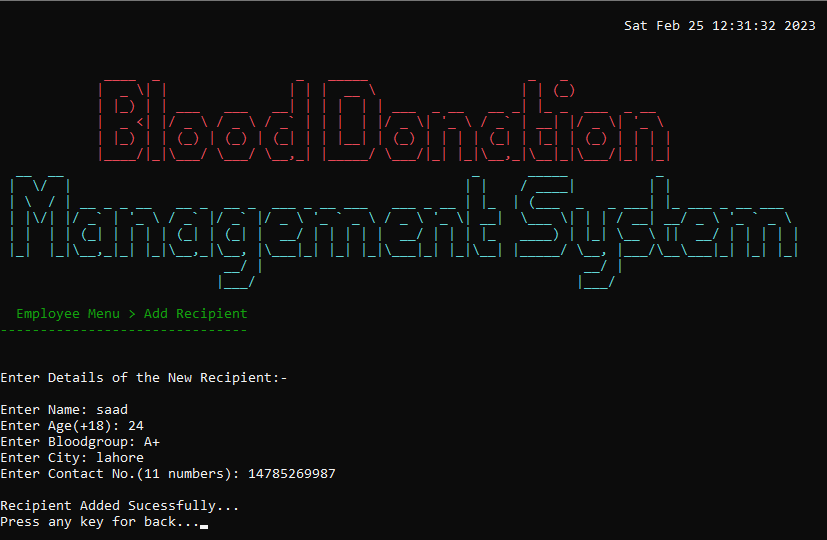 Sat Feb 25 12:31:32 2023
Blood Donation
Management System
Employee Menu > Add Recipient
-------------------------------
Enter Details of the New Recipient:-
Enter Name: saad
Enter Age(+18): 24
Enter Bloodgroup: A+
Enter City: lahore
Enter Contact No.(11 numbers): 14785269987
Recipient Added Sucessfully...
Press any key for back...